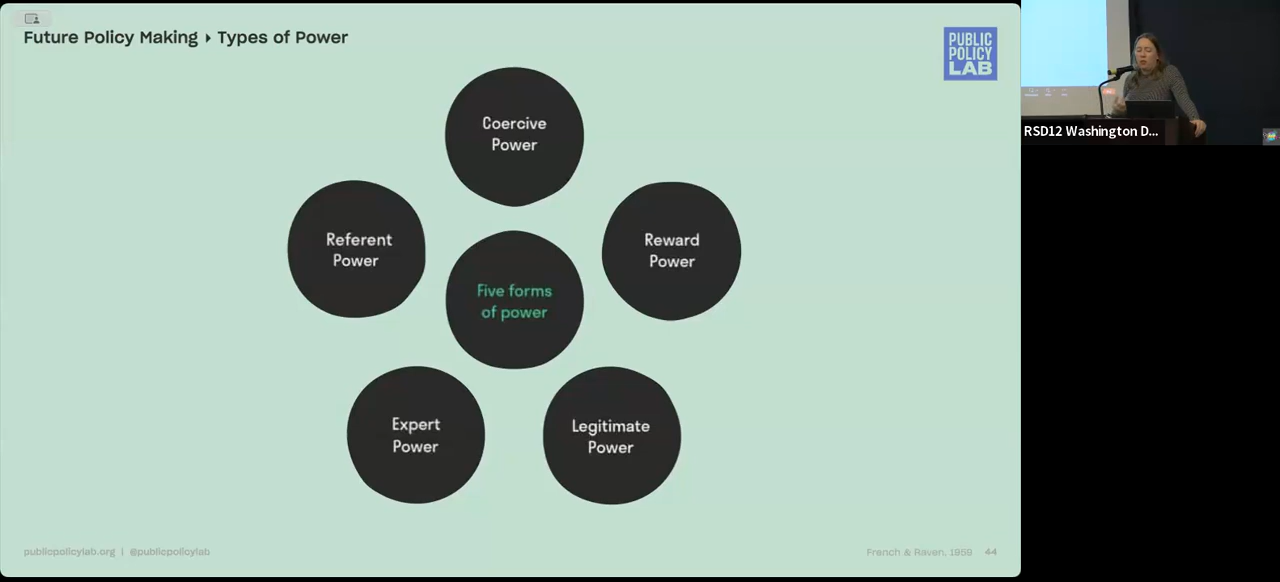 Future Policy Making ▸ Types of Power
PUBLIC
POLICY
LAB
Coercive
Power
Referent
Power
Reward
Power
Five forms
of power
Expert
Power
Legitimate
Power
publicpolicylab.org | @publicpolicylab
French & Raven, 1959 44
RSD12 Washington D...